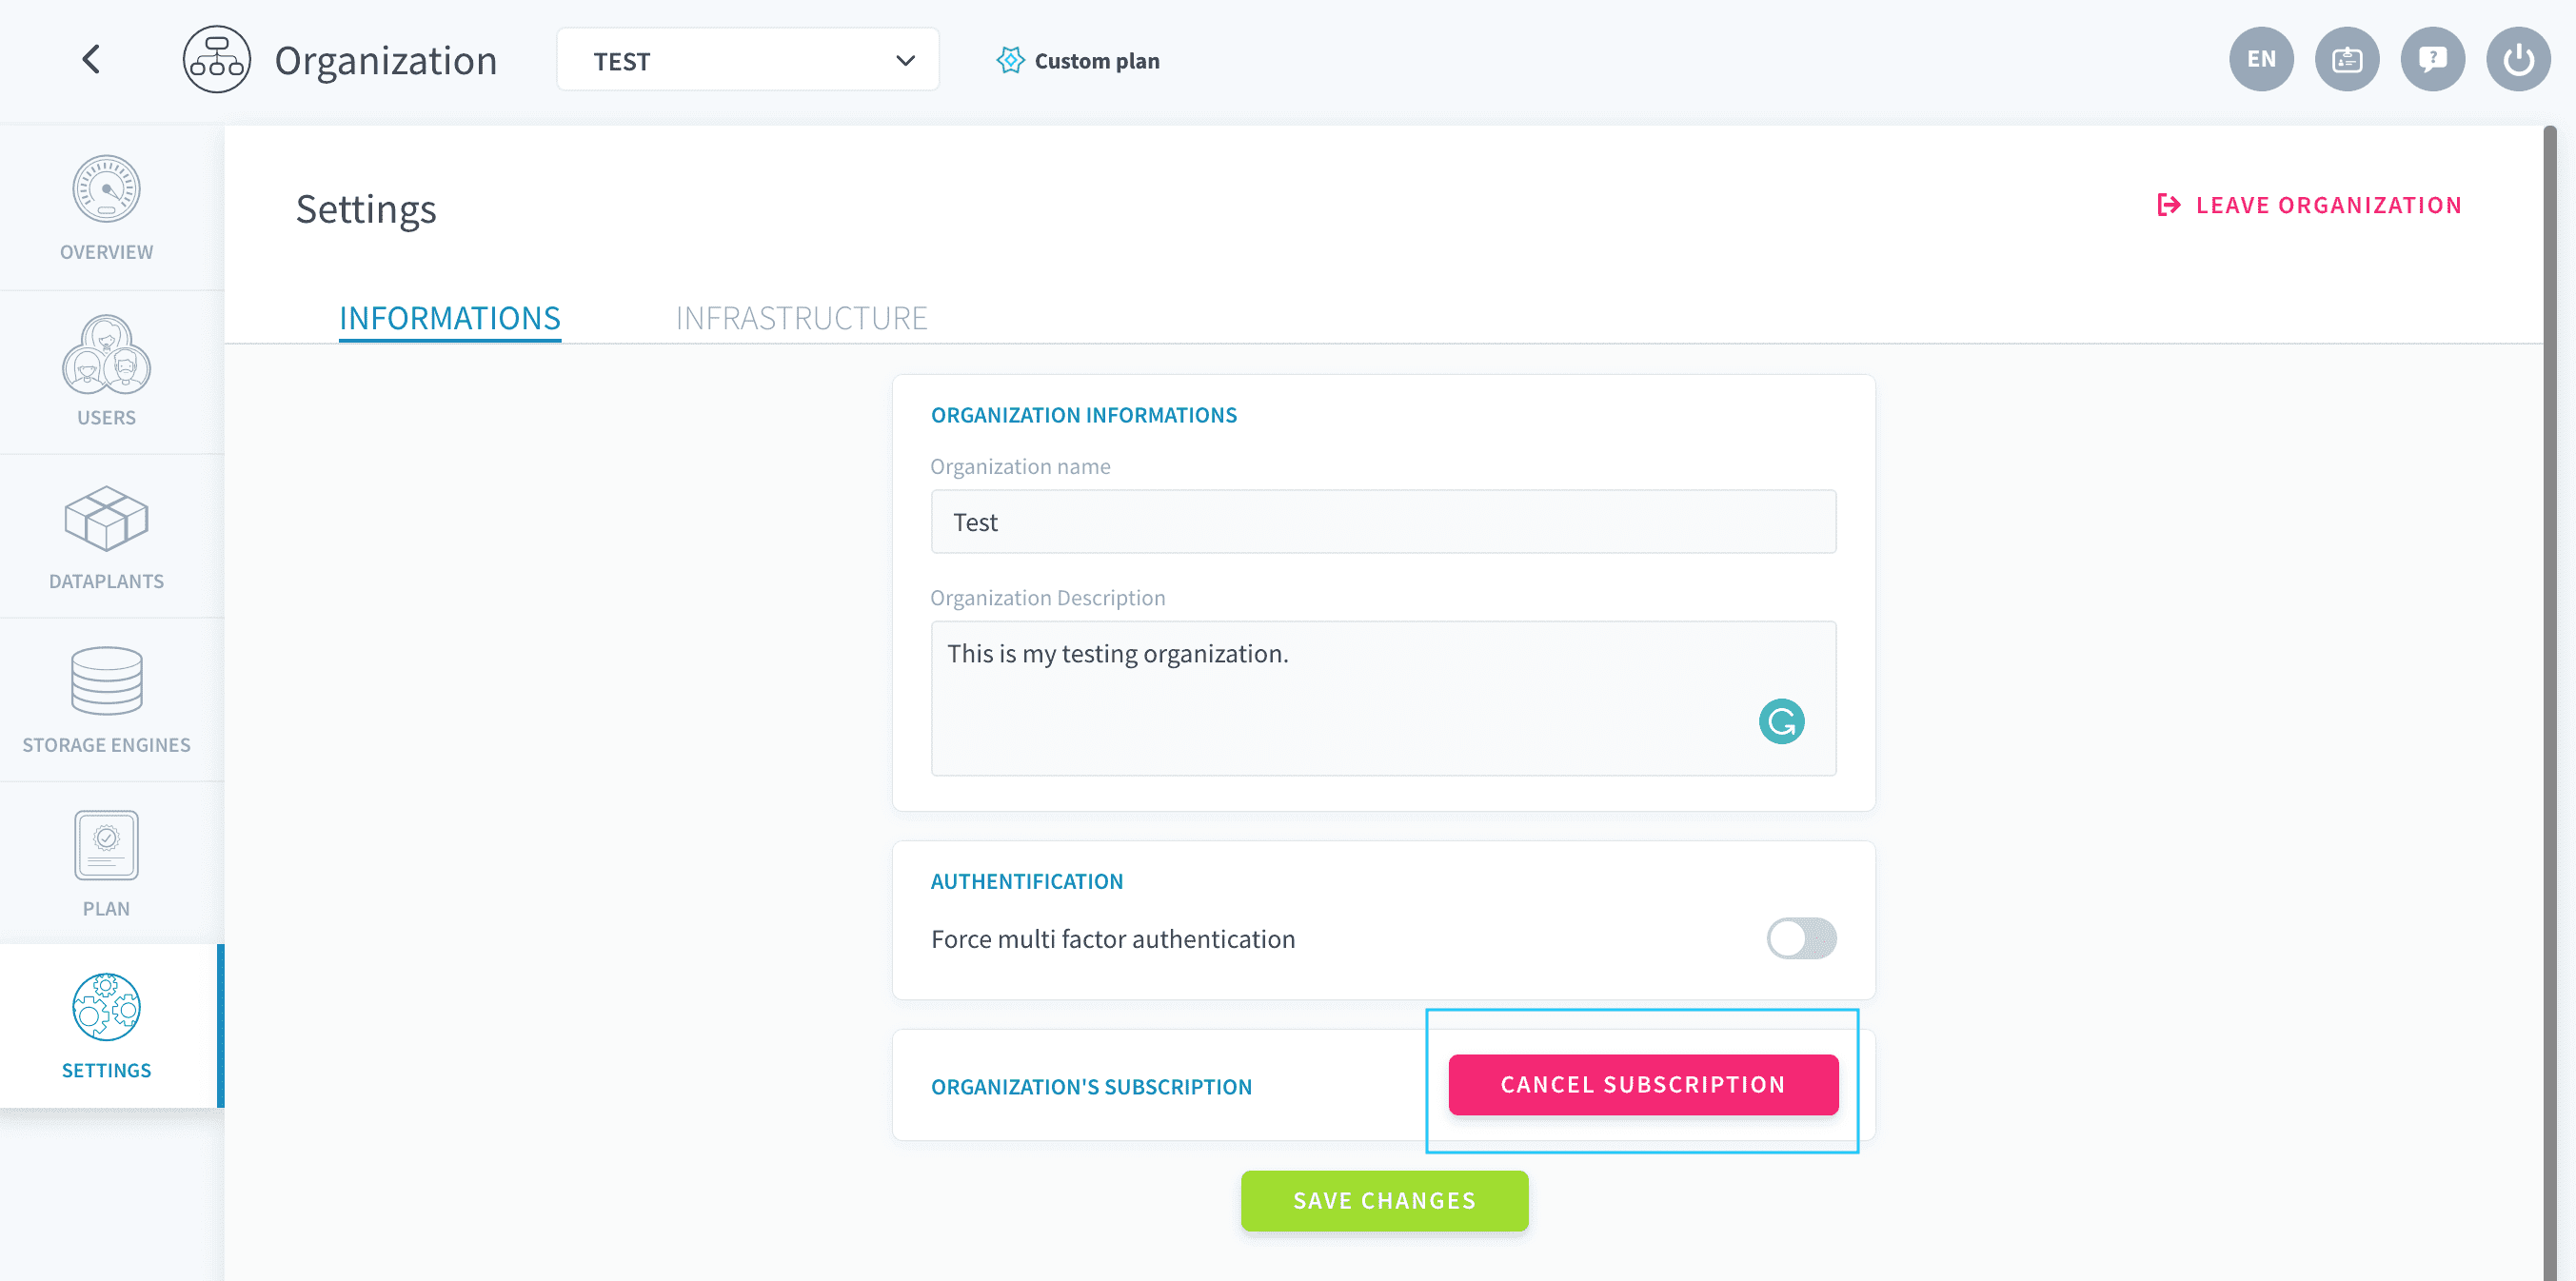 Organization
TEST
Custom plan
EN
?
OVERVIEW
USERS
DATAPLANTS
STORAGE ENGINES
PLAN
SETTINGS
Settings
LEAVE ORGANIZATION
INFORMATIONS
INFRASTRUCTURE
ORGANIZATION INFORMATIONS
Organization name
Test
Organization Description
This is my testing organization.
AUTHENTIFICATION
Force multi factor authentication
ORGANIZATION'S SUBSCRIPTION
CANCEL SUBSCRIPTION
SAVE CHANGES